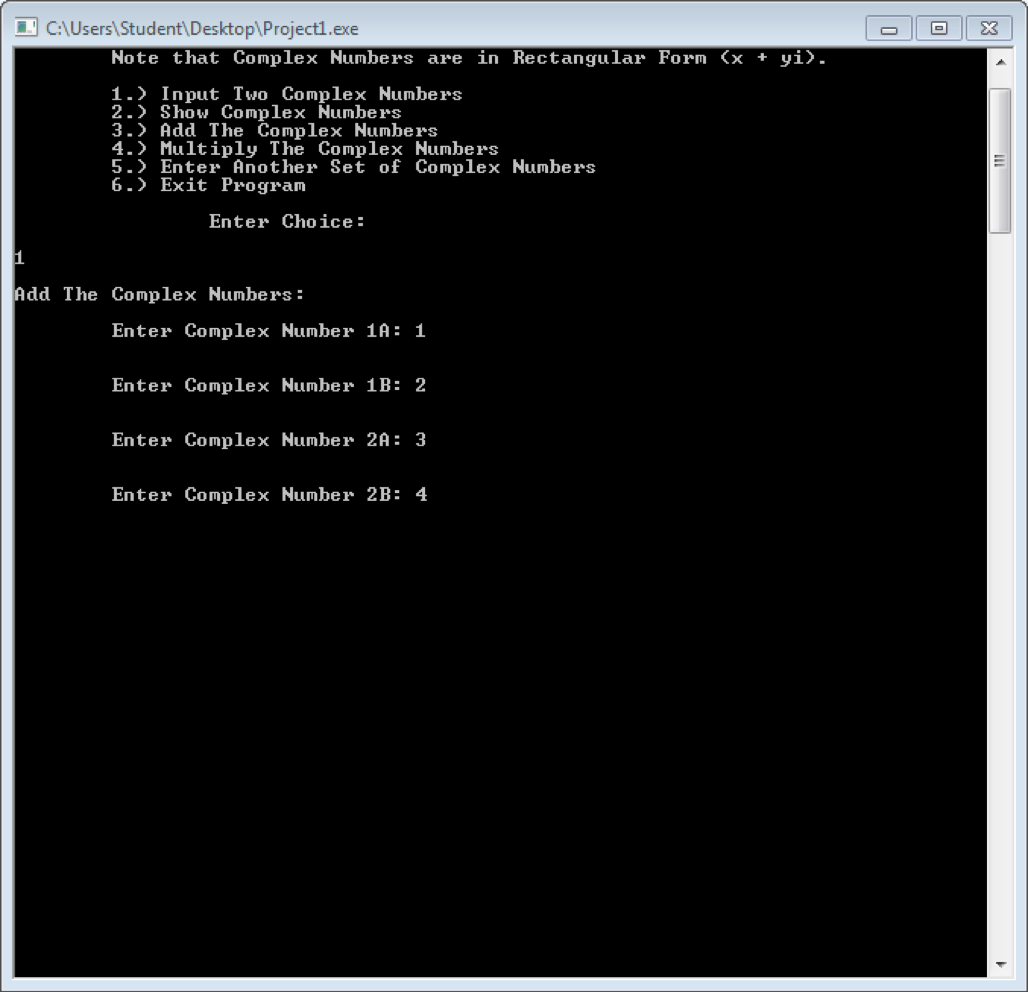 C:\Users\Student\Desktop\Project1.exe
Note that Complex Numbers are in Rectangular Form (x + yi).
1.) Input Two Complex Numbers
2.) Show Complex Numbers
3.) Add The Complex Numbers
4.) Multiply The Complex Numbers
5.) Enter Another Set of Complex Numbers
6.) Exit Program
Enter Choice:
1
Add The Complex Numbers:
Enter Complex Number 1A: 1
Enter Complex Number 1B: 2
Enter Complex Number 2A: 3
Enter Complex Number 2B: 4